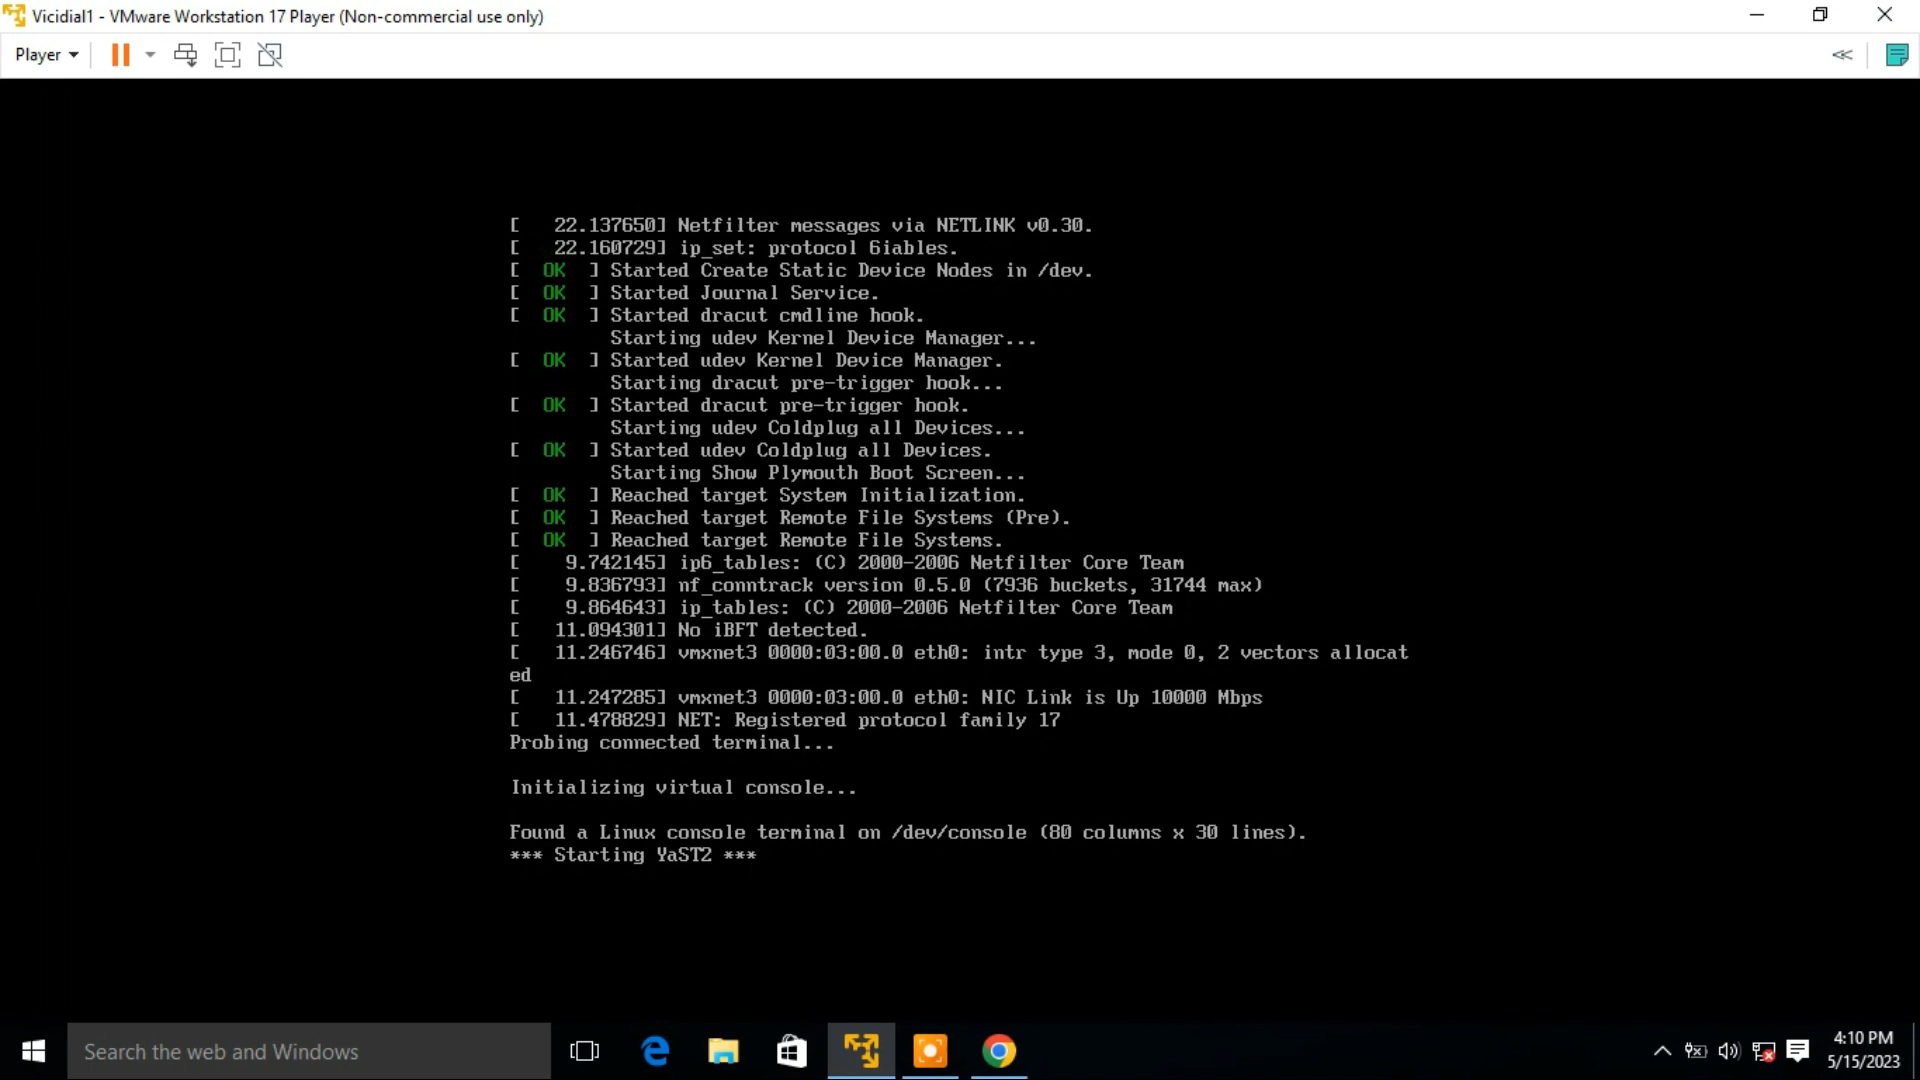 Vicidial1 - VMware Workstation 17 Player (Non-commercial use only)
Player
[   22.137650] Netfilter messages via NETLINK v0.30.
[   22.160729] ip_set: protocol 6iables.
[  OK  ] Started Create Static Device Nodes in /dev.
[  OK  ] Started Journal Service.
[  OK  ] Started dracut cmdline hook.
Starting udev Kernel Device Manager...
[  OK  ] Started udev Kernel Device Manager.
Starting dracut pre-trigger hook...
[  OK  ] Started dracut pre-trigger hook.
Starting udev Coldplug all Devices...
[  OK  ] Started udev Coldplug all Devices.
Starting Show Plymouth Boot Screen...
[  OK  ] Reached target System Initialization.
[  OK  ] Reached target Remote File Systems (Pre).
[  OK  ] Reached target Remote File Systems.
[    9.742145] ip6_tables: (C) 2000-2006 Netfilter Core Team
[    9.836793] nf_conntrack version 0.5.0 (7936 buckets, 31744 max)
[    9.864643] ip_tables: (C) 2000-2006 Netfilter Core Team
[   11.094301] No iBFT detected.
[   11.246746] vmxnet3 0000:03:00.0 eth0: intr type 3, mode 0, 2 vectors allocat
ed
[   11.247285] vmxnet3 0000:03:00.0 eth0: NIC Link is Up 10000 Mbps
[   11.478829] NET: Registered protocol family 17
Probing connected terminal...
Initializing virtual console...
Found a Linux console terminal on /dev/console (80 columns x 30 lines).
*** Starting YaST2 ***
Search the web and Windows
4:10 PM
5/15/2023